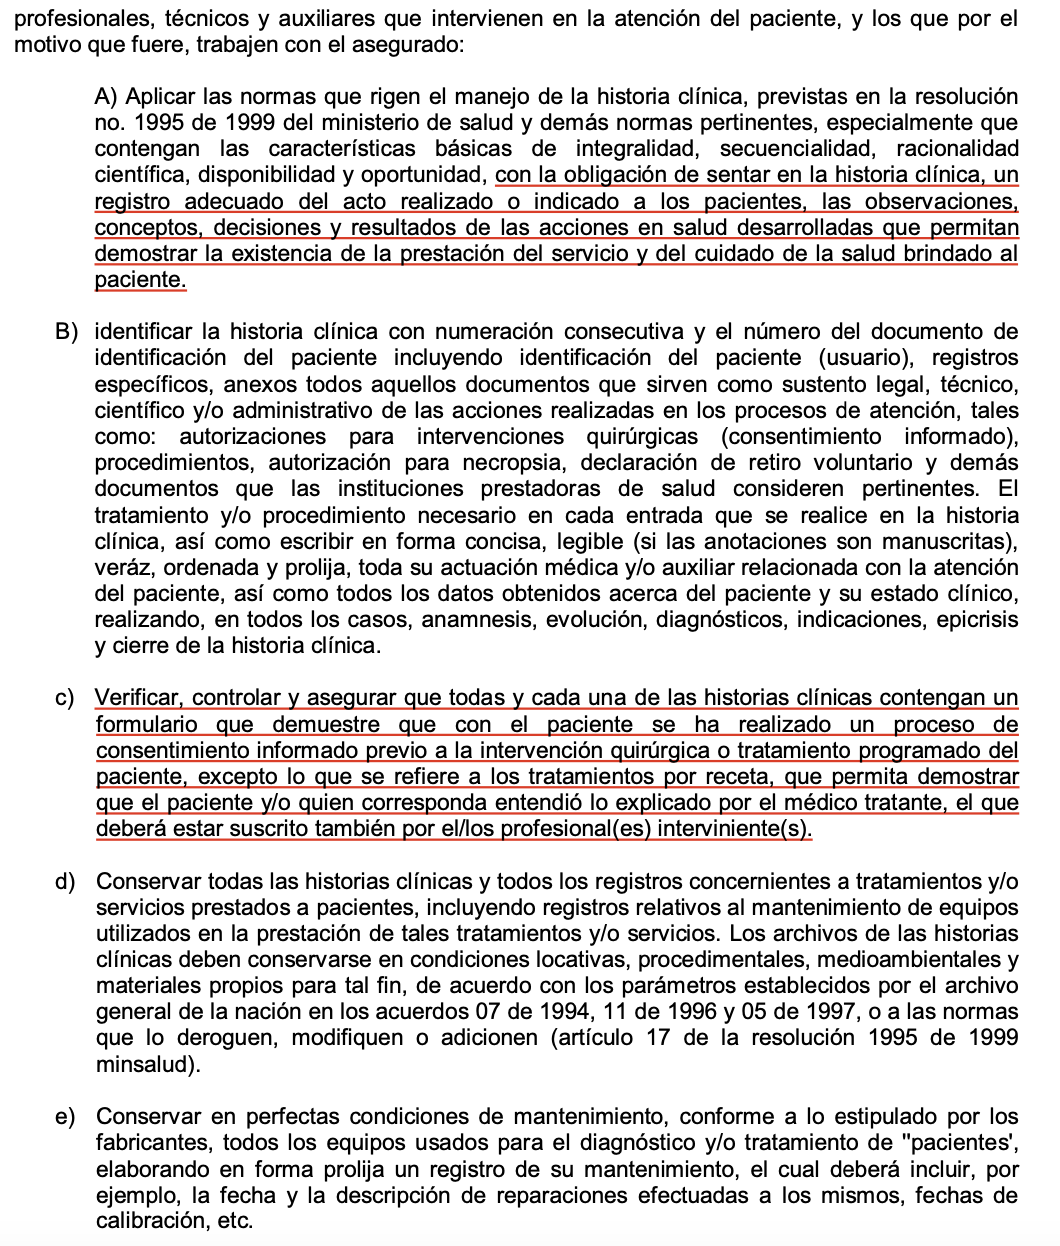 profesionales, técnicos y auxiliares que intervienen en la atención del paciente, y los que por el
motivo que fuere, trabajen con el asegurado:
A) Aplicar las normas que rigen el manejo de la historia clínica, previstas en la resolución
no. 1995 de 1999 del ministerio de salud y demás normas pertinentes, especialmente que
contengan las características básicas de integralidad, secuencialidad, racionalidad
científica, disponibilidad y oportunidad, con la obligación de sentar en la historia clínica, un
registro adecuado del acto realizado o indicado a los pacientes, las observaciones,
conceptos, decisiones y resultados de las acciones en salud desarrolladas que permitan
demostrar la existencia de la prestación del servicio y del cuidado de la salud brindado al
paciente.
B) identificar la historia clínica con numeración consecutiva y el número del documento de
identificación del paciente incluyendo identificación del paciente (usuario), registros
específicos, anexos todos aquellos documentos que sirven como sustento legal, técnico,
científico y/o administrativo de las acciones realizadas en los procesos de atención, tales
como: autorizaciones para intervenciones quirúrgicas (consentimiento informado),
procedimientos, autorización para necropsia, declaración de retiro voluntario y demás
documentos que las instituciones prestadoras de salud consideren pertinentes. El
tratamiento y/o procedimiento necesario en cada entrada que se realice en la historia
clínica, así como escribir en forma concisa, legible (si las anotaciones son manuscritas),
veráz, ordenada y prolija, toda su actuación médica y/o auxiliar relacionada con la atención
del paciente, así como todos los datos obtenidos acerca del paciente y su estado clínico,
realizando, en todos los casos, anamnesis, evolución, diagnósticos, indicaciones, epicrisis
y cierre de la historia clínica.
c) Verificar, controlar y asegurar que todas y cada una de las historias clínicas contengan un
formulario que demuestre que con el paciente se ha realizado un proceso de
consentimiento informado previo a la intervención quirúrgica o tratamiento programado del
paciente, excepto lo que se refiere a los tratamientos por receta, que permita demostrar
que el paciente y/o quien corresponda entendió lo explicado por el médico tratante, el que
deberá estar suscrito también por el/los profesional(es) interviniente(s).
d) Conservar todas las historias clínicas y todos los registros concernientes a tratamientos y/o
servicios prestados a pacientes, incluyendo registros relativos al mantenimiento de equipos
utilizados en la prestación de tales tratamientos y/o servicios. Los archivos de las historias
clínicas deben conservarse en condiciones locativas, procedimentales, medioambientales y
materiales propios para tal fin, de acuerdo con los parámetros establecidos por el archivo
general de la nación en los acuerdos 07 de 1994, 11 de 1996 y 05 de 1997, o a las normas
que lo deroguen, modifiquen o adicionen (artículo 17 de la resolución 1995 de 1999
minsalud).
e) Conservar en perfectas condiciones de mantenimiento, conforme a lo estipulado por los
fabricantes, todos los equipos usados para el diagnóstico y/o tratamiento de "pacientes',
elaborando en forma prolija un registro de su mantenimiento, el cual deberá incluir, por
ejemplo, la fecha y la descripción de reparaciones efectuadas a los mismos, fechas de
calibración, etc.